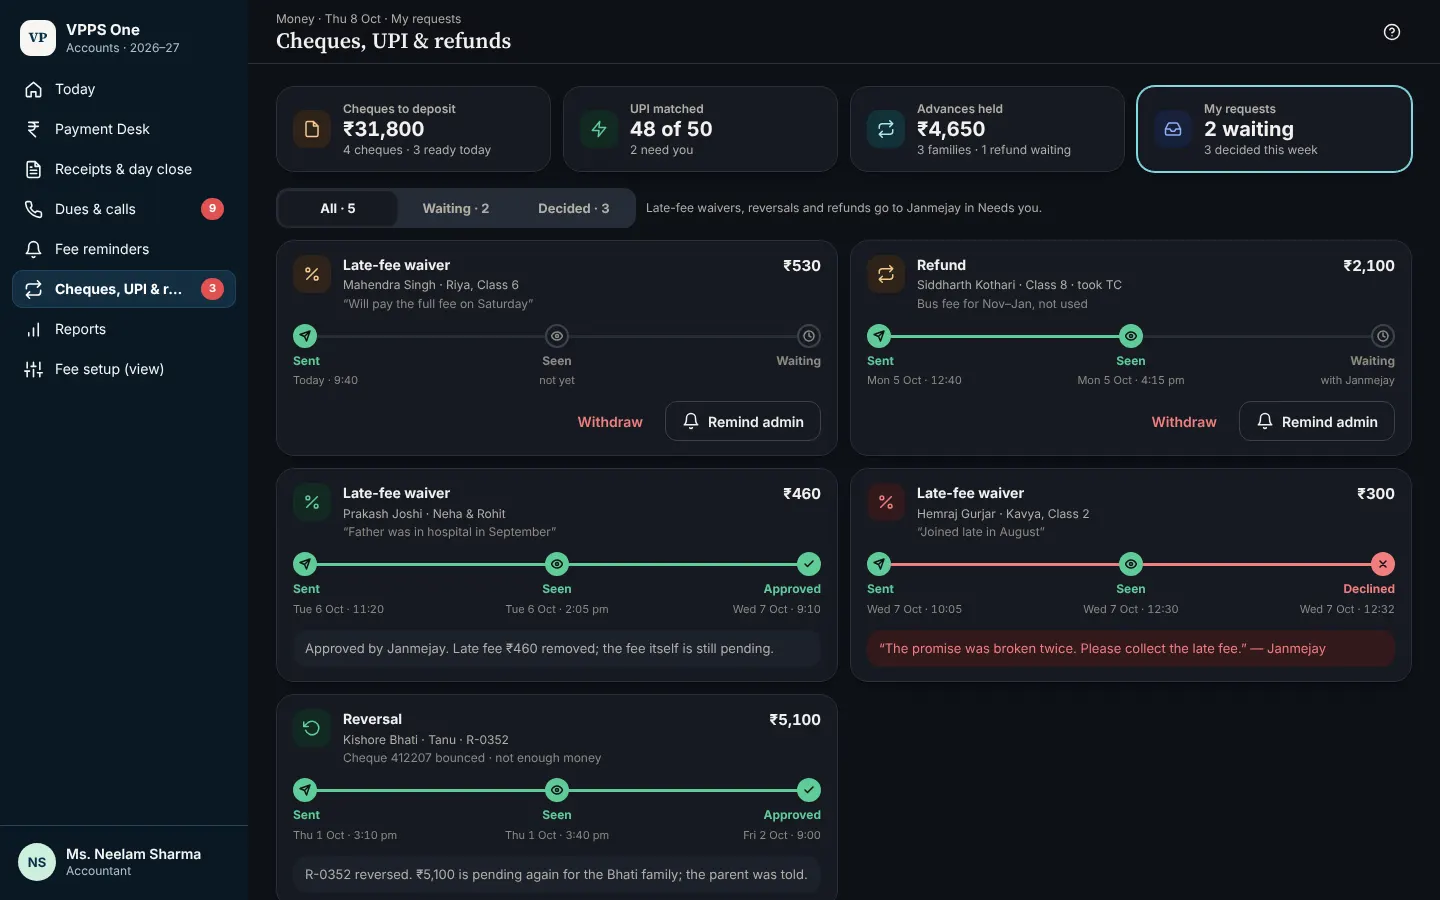 VP
VPPS One
Accounts · 2026–27
Today
Payment Desk
Receipts & day close
Dues & calls
9
Fee reminders
Cheques, UPI & r...
3
Reports
Fee setup (view)
NS
Ms. Neelam Sharma
Accountant
Money · Thu 8 Oct · My requests
Cheques, UPI & refunds
Cheques to deposit
₹31,800
4 cheques · 3 ready today
UPI matched
48 of 50
2 need you
Advances held
₹4,650
3 families · 1 refund waiting
My requests
2 waiting
3 decided this week
All · 5
Waiting · 2
Decided · 3
Late-fee waivers, reversals and refunds go to Janmejay in Needs you.
Late-fee waiver
₹530
Mahendra Singh · Riya, Class 6
“Will pay the full fee on Saturday”
Sent
Seen
Waiting
Today · 9:40
not yet
Withdraw
Remind admin
Refund
₹2,100
Siddharth Kothari · Class 8 · took TC
Bus fee for Nov–Jan, not used
Sent
Seen
Waiting
Mon 5 Oct · 12:40
Mon 5 Oct · 4:15 pm
with Janmejay
Withdraw
Remind admin
Late-fee waiver
₹460
Prakash Joshi · Neha & Rohit
“Father was in hospital in September”
Sent
Seen
Approved
Tue 6 Oct · 11:20
Tue 6 Oct · 2:05 pm
Wed 7 Oct · 9:10
Approved by Janmejay. Late fee ₹460 removed; the fee itself is still pending.
Late-fee waiver
₹300
Hemraj Gurjar · Kavya, Class 2
“Joined late in August”
Sent
Seen
Declined
Wed 7 Oct · 10:05
Wed 7 Oct · 12:30
Wed 7 Oct · 12:32
“The promise was broken twice. Please collect the late fee.” — Janmejay
Reversal
₹5,100
Kishore Bhati · Tanu · R-0352
Cheque 412207 bounced · not enough money
Sent
Seen
Approved
Thu 1 Oct · 3:10 pm
Thu 1 Oct · 3:40 pm
Fri 2 Oct · 9:00
R-0352 reversed. ₹5,100 is pending again for the Bhati family; the parent was told.